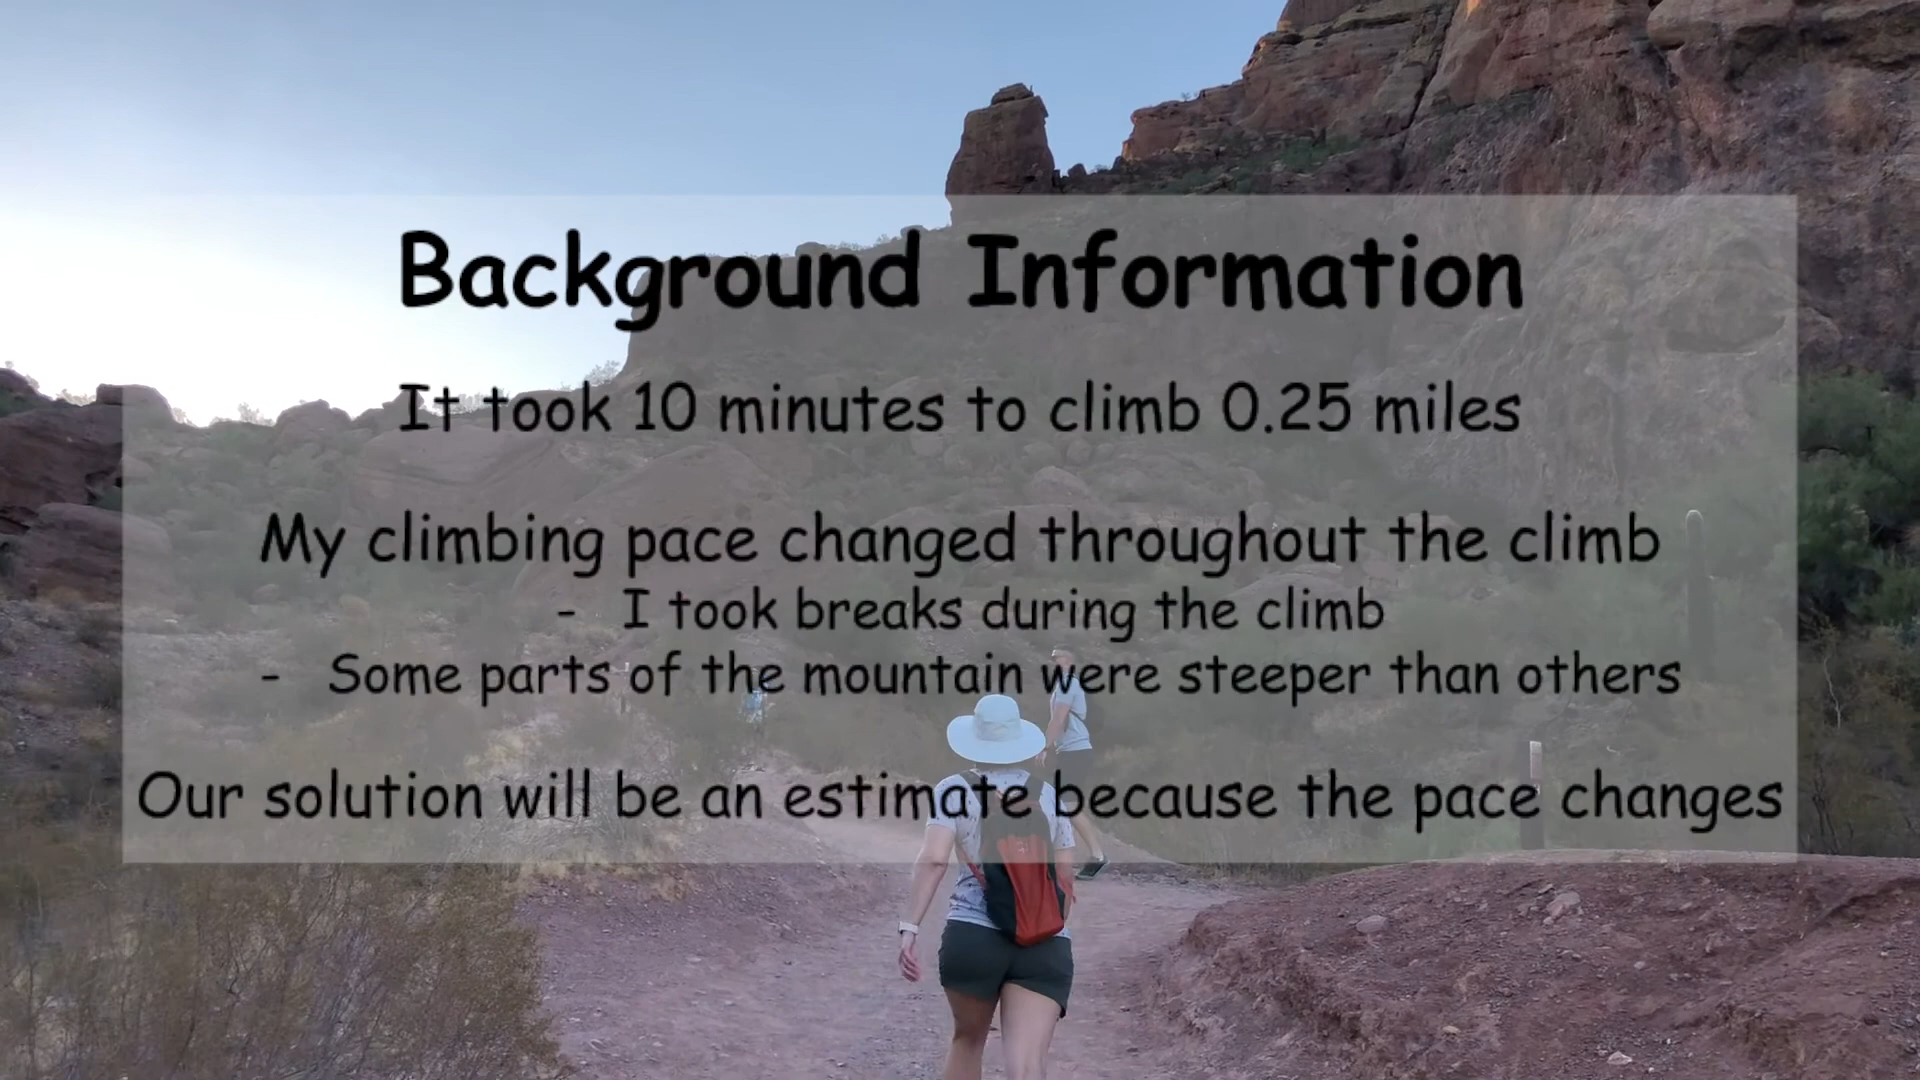 Background Information
It took 10 minutes to climb 0.25 miles
My climbing pace changed throughout the climb
- I took breaks during the climb
- Some parts of the mountain were steeper than others
Our solution will be an estimate because the pace changes